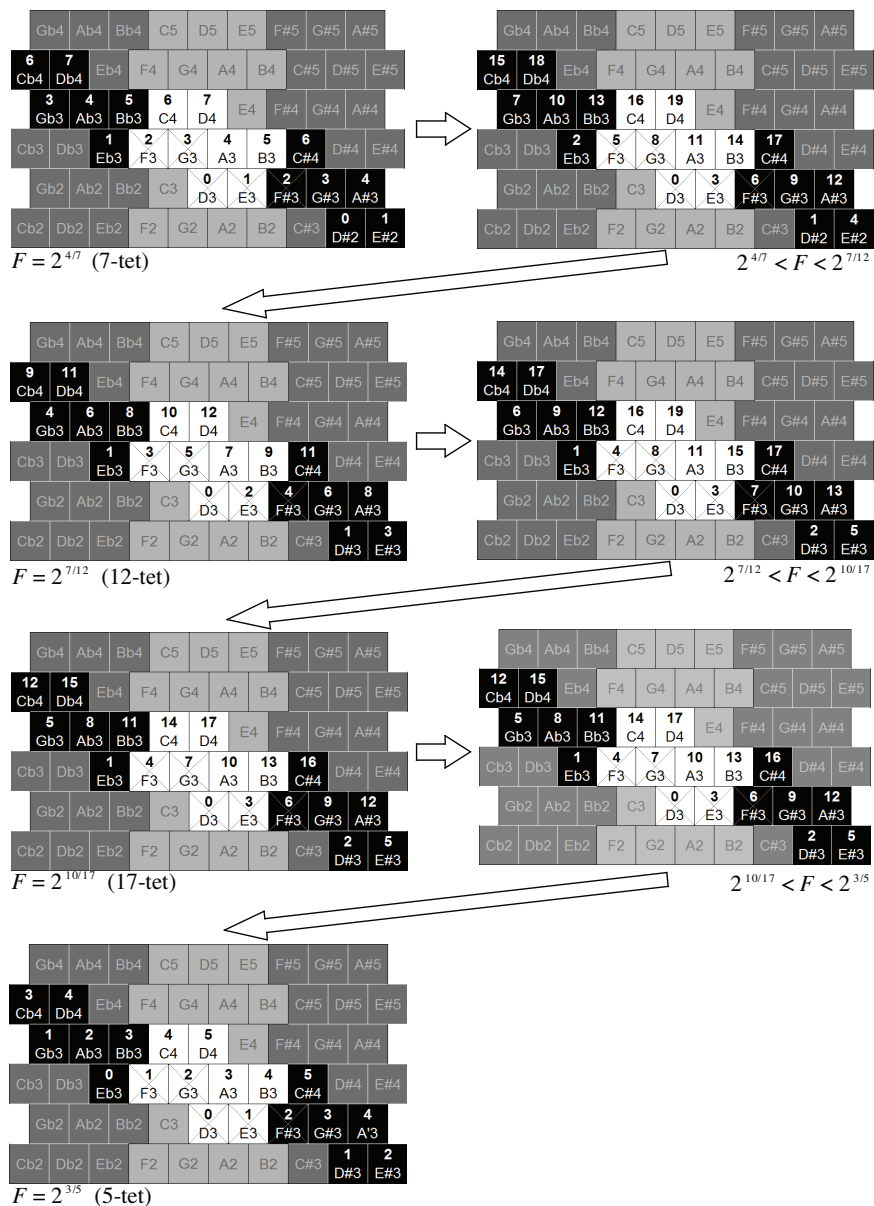 Gb4 Ab4 Bb4 C5 D5 E5 F#5 G#5 A#5
6 7
Cb4 Db4 Eb4 F4 G4 A4 B4 C#5 D#5 E#5
3 4 5 6 7
Gb3 Ab3 Bb3 C4 D4 E4 F#4 G#4 A#4
1 2 3 4 5 6
Cb3 Db3 Eb3 F3 G3 A3 B3 C#4 D#4 E#4
0 1 2 3 4
Gb2 Ab2 Bb2 C3 D3 E3 F#3 G#3 A#3
0 1
Cb2 Db2 Eb2 F2 G2 A2 B2 C#3 D#2 E#2
F = 2^4/7 (7-tet)
Gb4 Ab4 Bb4 C5 D5 E5 F#5 G#5 A#5
15 18
Cb4 Db4 Eb4 F4 G4 A4 B4 C#5 D#5 E#5
7 10 13 16 19
Gb3 Ab3 Bb3 C4 D4 E4 F#4 G#4 A#4
2 5 8 11 14 17
Cb3 Db3 Eb3 F3 G3 A3 B3 C#4 D#4 E#4
0 3 6 9 12
Gb2 Ab2 Bb2 C3 D3 E3 F#3 G#3 A#3
1 4
Cb2 Db2 Eb2 F2 G2 A2 B2 C#3 D#2 E#2
2^4/7 < F < 2^7/12
Gb4 Ab4 Bb4 C5 D5 E5 F#5 G#5 A#5
9 11
Cb4 Db4 Eb4 F4 G4 A4 B4 C#5 D#5 E#5
4 6 8 10 12
Gb3 Ab3 Bb3 C4 D4 E4 F#4 G#4 A#4
1 3 5 7 9 11
Cb3 Db3 Eb3 F3 G3 A3 B3 C#4 D#4 E#4
0 2 4 6 8
Gb2 Ab2 Bb2 C3 D3 E3 F#3 G#3 A#3
1 3
Cb2 Db2 Eb2 F2 G2 A2 B2 C#3 D#3 E#3
F = 2^7/12 (12-tet)
Gb4 Ab4 Bb4 C5 D5 E5 F#5 G#5 A#5
14 17
Cb4 Db4 Eb4 F4 G4 A4 B4 C#5 D#5 E#5
6 9 12 16 19
Gb3 Ab3 Bb3 C4 D4 E4 F#4 G#4 A#4
1 4 8 11 15 17
Cb3 Db3 Eb3 F3 G3 A3 B3 C#4 D#4 E#4
0 3 7 10 13
Gb2 Ab2 Bb2 C3 D3 E3 F#3 G#3 A#3
2 5
Cb2 Db2 Eb2 F2 G2 A2 B2 C#3 D#3 E#3
2^7/12 < F < 2^10/17
Gb4 Ab4 Bb4 C5 D5 E5 F#5 G#5 A#5
12 15
Cb4 Db4 Eb4 F4 G4 A4 B4 C#5 D#5 E#5
5 8 11 14 17
Gb3 Ab3 Bb3 C4 D4 E4 F#4 G#4 A#4
1 4 7 10 13 16
Cb3 Db3 Eb3 F3 G3 A3 B3 C#4 D#4 E#4
0 3 6 9 12
Gb2 Ab2 Bb2 C3 D3 E3 F#3 G#3 A#3
2 5
Cb2 Db2 Eb2 F2 G2 A2 B2 C#3 D#3 E#3
F = 2^10/17 (17-tet)
Gb4 Ab4 Bb4 C5 D5 E5 F#5 G#5 A#5
12 15
Cb4 Db4 Eb4 F4 G4 A4 B4 C#5 D#5 E#5
5 8 11 14 17
Gb3 Ab3 Bb3 C4 D4 E4 F#4 G#4 A#4
1 4 7 10 13 16
Cb3 Db3 Eb3 F3 G3 A3 B3 C#4 D#4 E#4
0 3 6 9 12
Gb2 Ab2 Bb2 C3 D3 E3 F#3 G#3 A#3
2 5
Cb2 Db2 Eb2 F2 G2 A2 B2 C#3 D#3 E#3
2^10/17 < F < 2^3/5
Gb4 Ab4 Bb4 C5 D5 E5 F#5 G#5 A#5
3 4
Cb4 Db4 Eb4 F4 G4 A4 B4 C#5 D#5 E#5
1 2 3 4 5
Gb3 Ab3 Bb3 C4 D4 E4 F#4 G#4 A#4
0 1 2 3 4 5
Cb3 Db3 Eb3 F3 G3 A3 B3 C#4 D#4 E#4
0 1 2 3 4
Gb2 Ab2 Bb2 C3 D3 E3 F#3 G#3 A'3
1 2
Cb2 Db2 Eb2 F2 G2 A2 B2 C#3 D#3 E#3
F = 2^3/5 (5-tet)